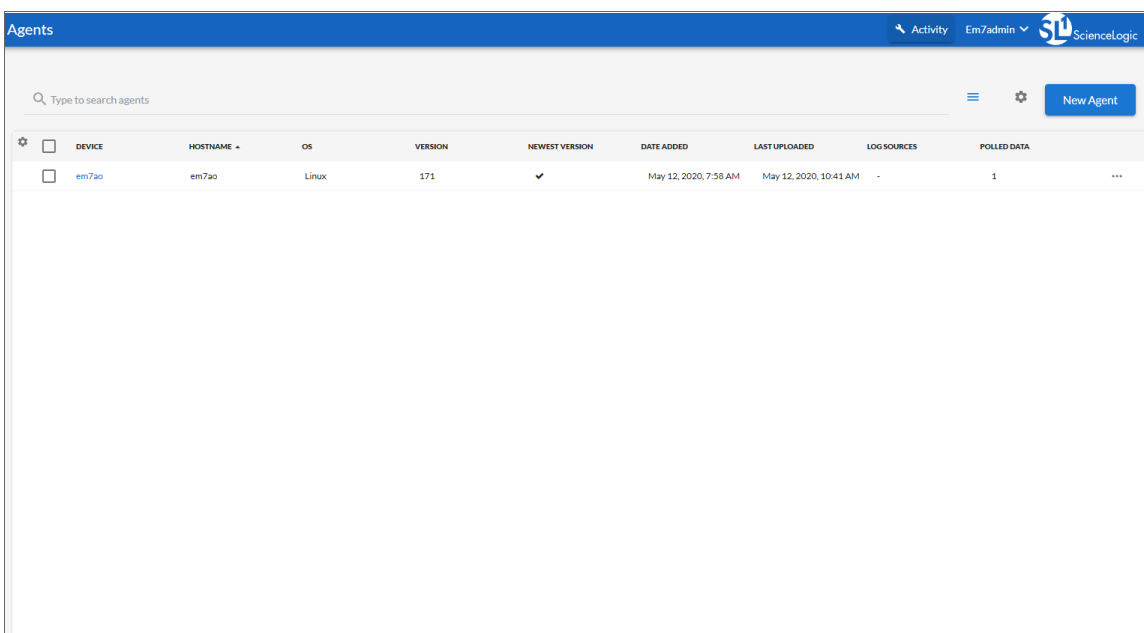 Agents Activity Em7admin SL1 ScienceLogic
Type to search agents New Agent
DEVICE HOSTNAME OS VERSION NEWEST VERSION DATE ADDED LAST UPLOADED LOG SOURCES POLLED DATA
em7ao em7ao Linux 171 May 12, 2020, 7:58 AM May 12, 2020, 10:41 AM - 1 ...